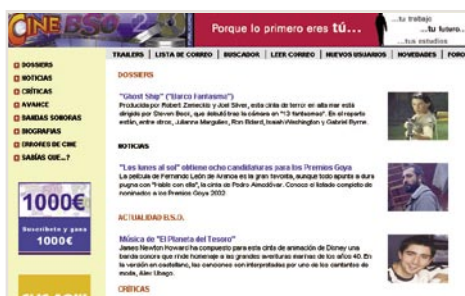 CINE BSO 2
Porque lo primero eres tú...
...tu trabajo
...tu futuro...
...tus estudios
TRAILERS | LISTA DE CORREO | BUSCADOR | LEER CORREO | NUEVOS USUARIOS | NOVEDADES | FORO
DOSSIERS
NOTICIAS
CRÍTICAS
AVANCE
BANDAS SONORAS
BIOGRAFIAS
ERRORES DE CINE
SABÍAS QUE...?
1000€
Suscríbete y gana
1000€
DOSSIERS
"Ghost Ship" ("Barco Fantasma")
Producida por Robert Zemeckis y Joel Silver, esta cinta de terror en alta mar está
dirigida por Steven Beck, que debutó tras la cámara en "13 fantasmas". En el reparto
están, entre otros, Julianna Margulies, Ron Eldard, Isaiah Washington y Gabriel Byrne.
NOTICIAS
"Los lunes al sol" obtiene ocho candidaturas para los Premios Goya
La película de Fernando León de Aranoa es la gran favorita, aunque todo apunta a dura
pugna con "Hable con ella", la cinta de Pedro Almodóvar. Conoce el listado completo de
nominados a los Premios Goya 2002
ACTUALIDAD B.S.O.
Música de "El Planeta del Tesoro"
James Newton Howard ha compuesto para esta cinta de animación de Disney una
banda sonora que rinde homenaje a las grandes aventuras marinas de los años 40. En
la versión en castellano, las canciones son interpretadas por uno de los cantantes de
moda, Alex Ubago.
CRÍTICAS